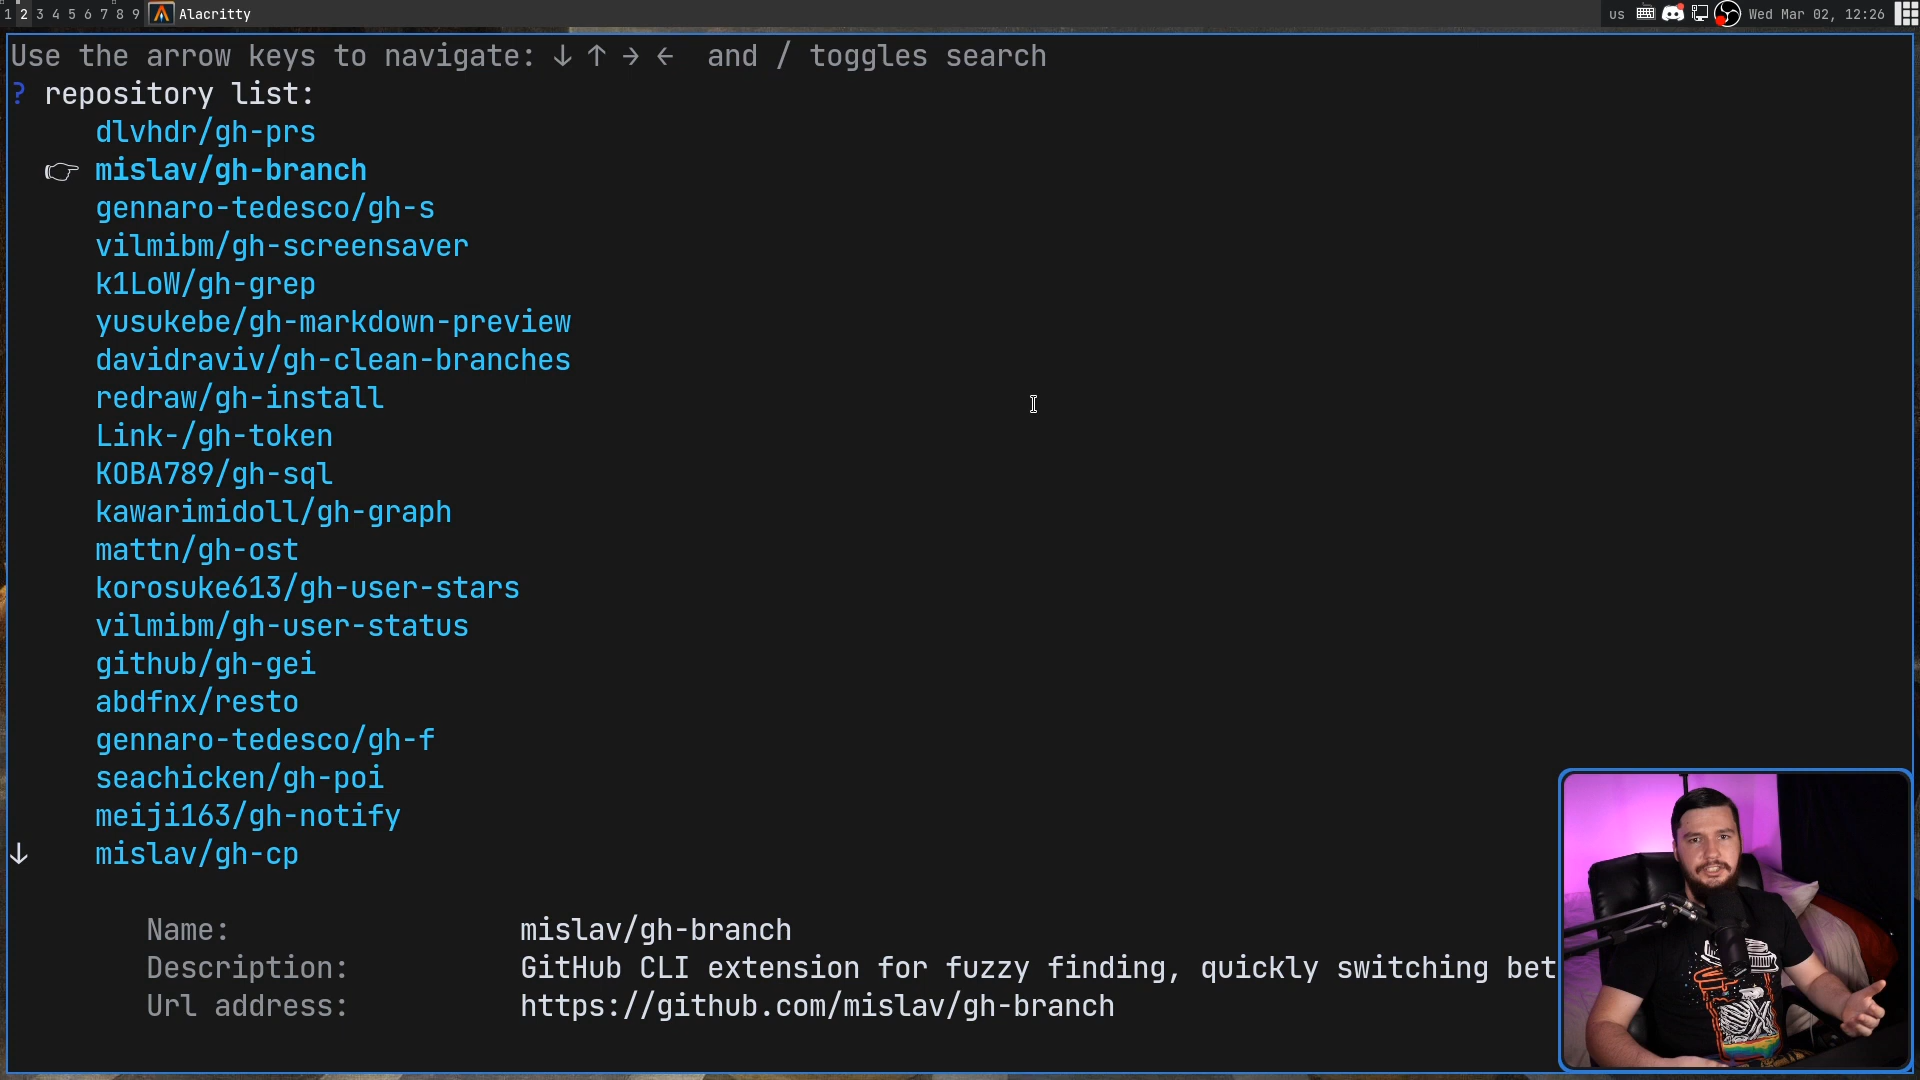 1 2 3 4 5 6 7 8 9 Alacritty us Wed Mar 02, 12:26
Use the arrow keys to navigate: ↓ ↑ → ← and / toggles search
? repository list:
dlvhdr/gh-prs
👉 mislav/gh-branch
gennaro-tedesco/gh-s
vilmibm/gh-screensaver
k1LoW/gh-grep
yusukebe/gh-markdown-preview
davidraviv/gh-clean-branches
redraw/gh-install
Link-/gh-token
KOBA789/gh-sql
kawarimidoll/gh-graph
mattn/gh-ost
korosuke613/gh-user-stars
vilmibm/gh-user-status
github/gh-gei
abdfnx/resto
gennaro-tedesco/gh-f
seachicken/gh-poi
meiji163/gh-notify
↓ mislav/gh-cp
Name: mislav/gh-branch
Description: GitHub CLI extension for fuzzy finding, quickly switching bet
Url address: https://github.com/mislav/gh-branch